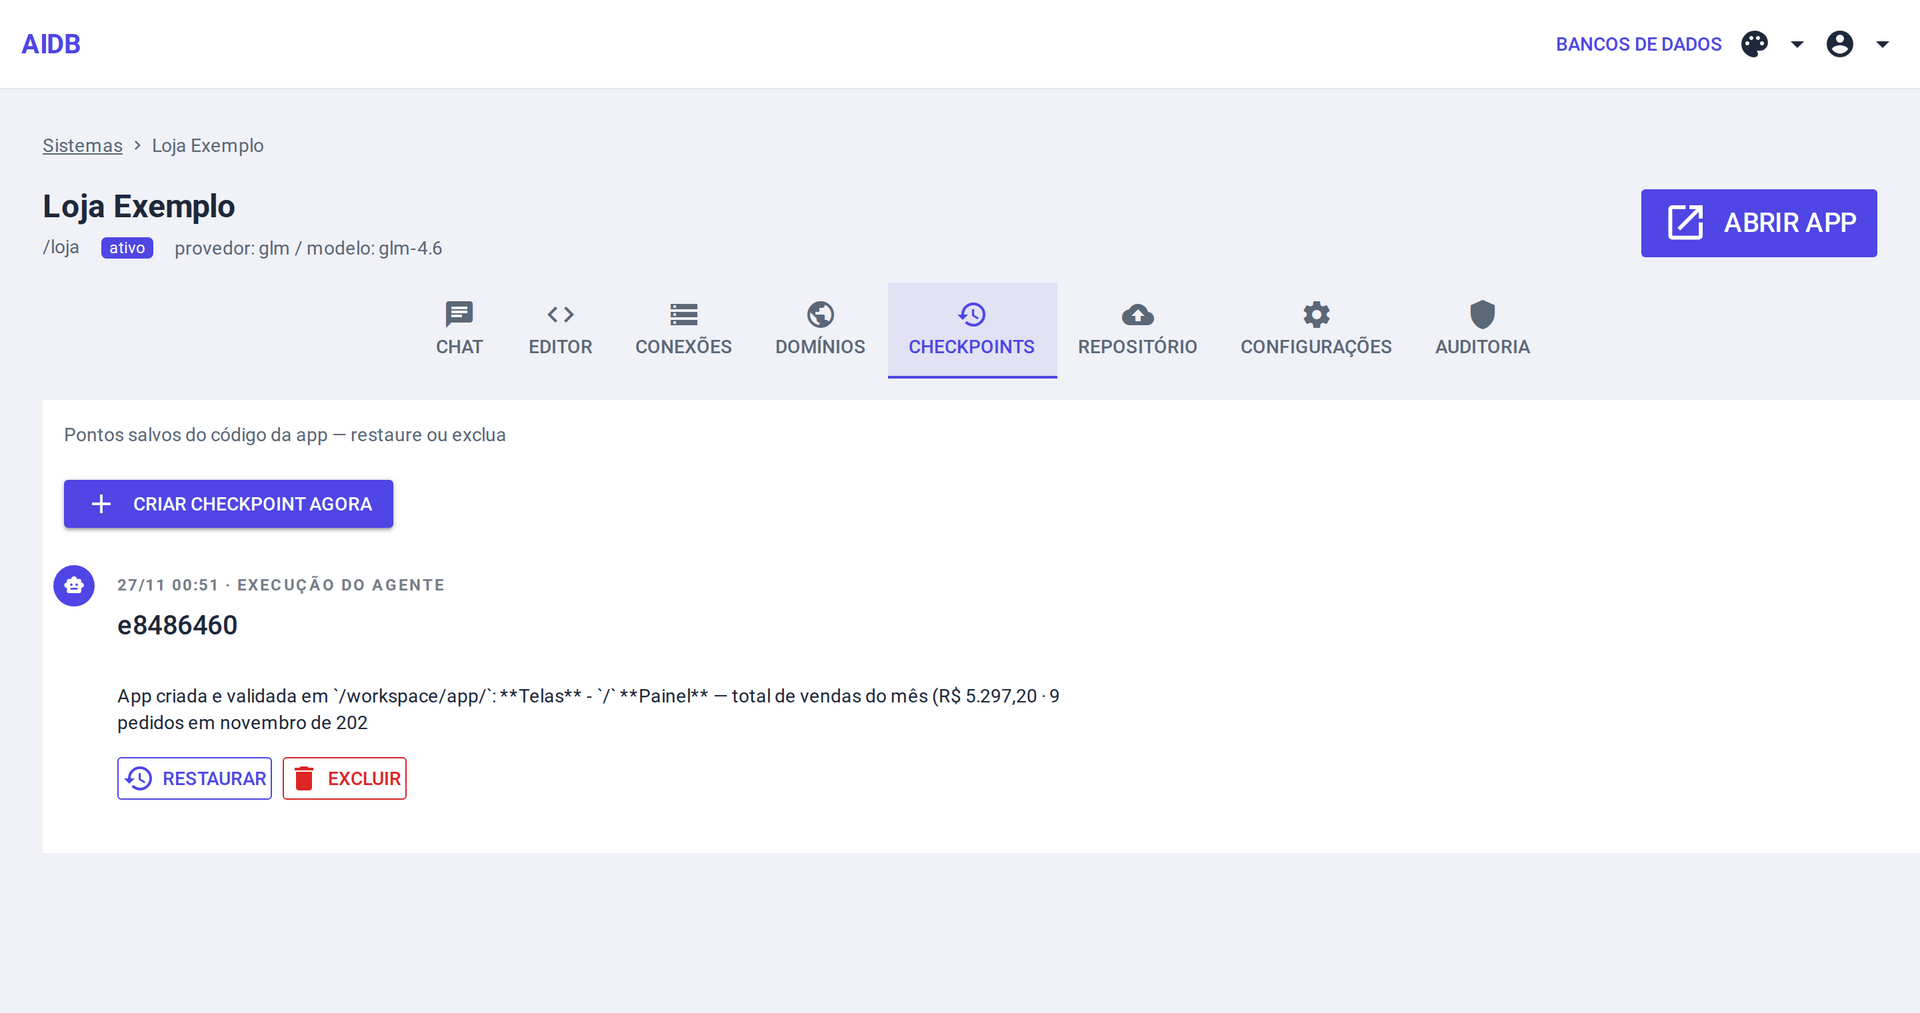 AIDB
BANCOS DE DADOS
Sistemas > Loja Exemplo
Loja Exemplo
/loja ativo provedor: glm / modelo: glm-4.6
ABRIR APP
CHAT
EDITOR
CONEXÕES
DOMÍNIOS
CHECKPOINTS
REPOSITÓRIO
CONFIGURAÇÕES
AUDITORIA
Pontos salvos do código da app — restaure ou exclua
CRIAR CHECKPOINT AGORA
27/11 00:51 · EXECUÇÃO DO AGENTE
e8486460
App criada e validada em `/workspace/app/`: **Telas** - `/` **Painel** — total de vendas do mês (R$ 5.297,20 · 9
pedidos em novembro de 202
RESTAURAR
EXCLUIR